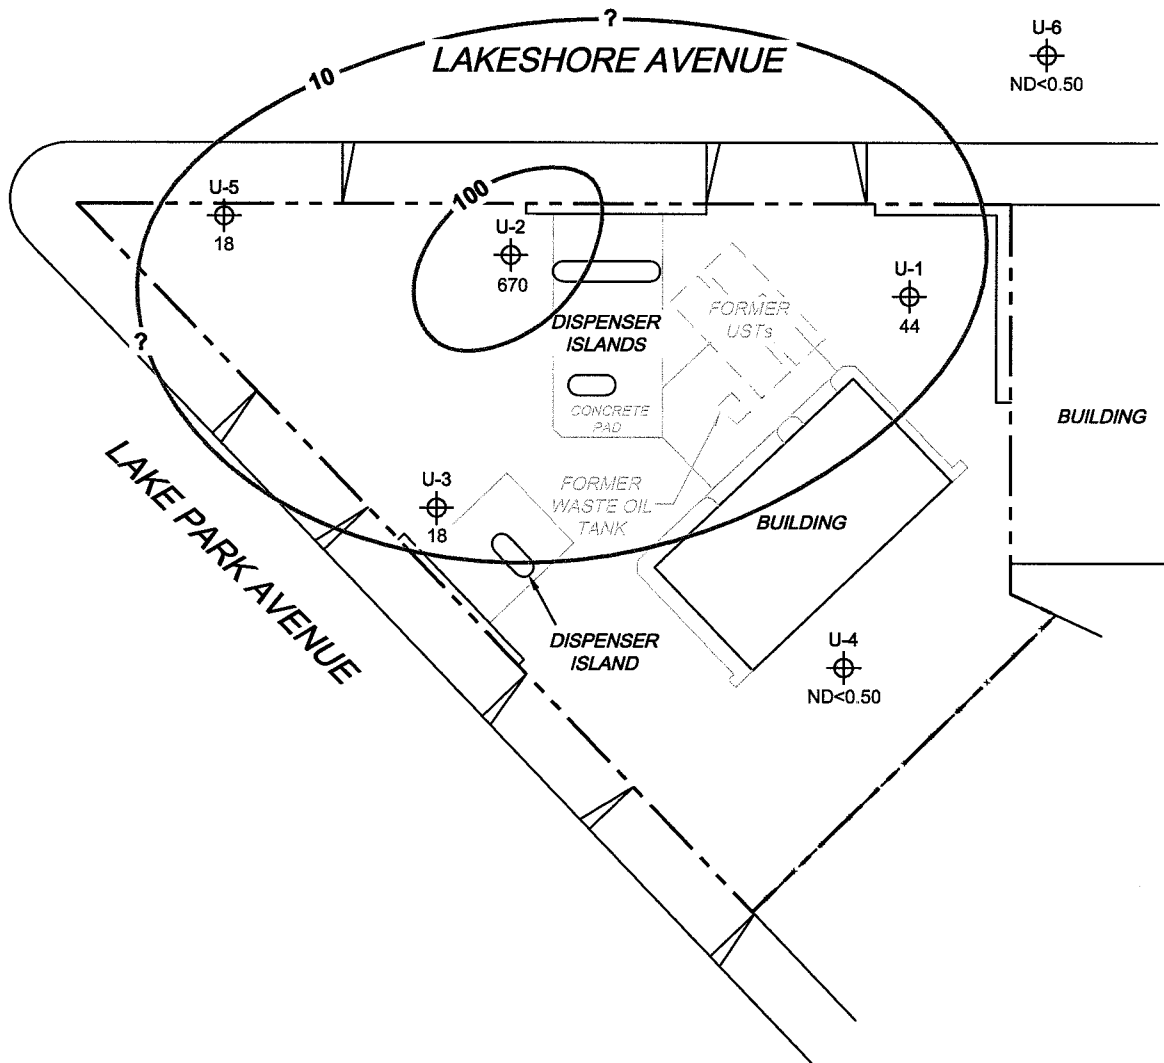 ?
U-6
LAKESHORE AVENUE
10
ND<0.50
U-5
100
U-2
U-1
18
670
FORMER
USTs
44
DISPENSER
ISLANDS
?
CONCRETE
PAD
BUILDING
LAKE PARK AVENUE
U-3
FORMER
WASTE OIL
TANK
18
BUILDING
DISPENSER
ISLAND
U-4
ND<0.50